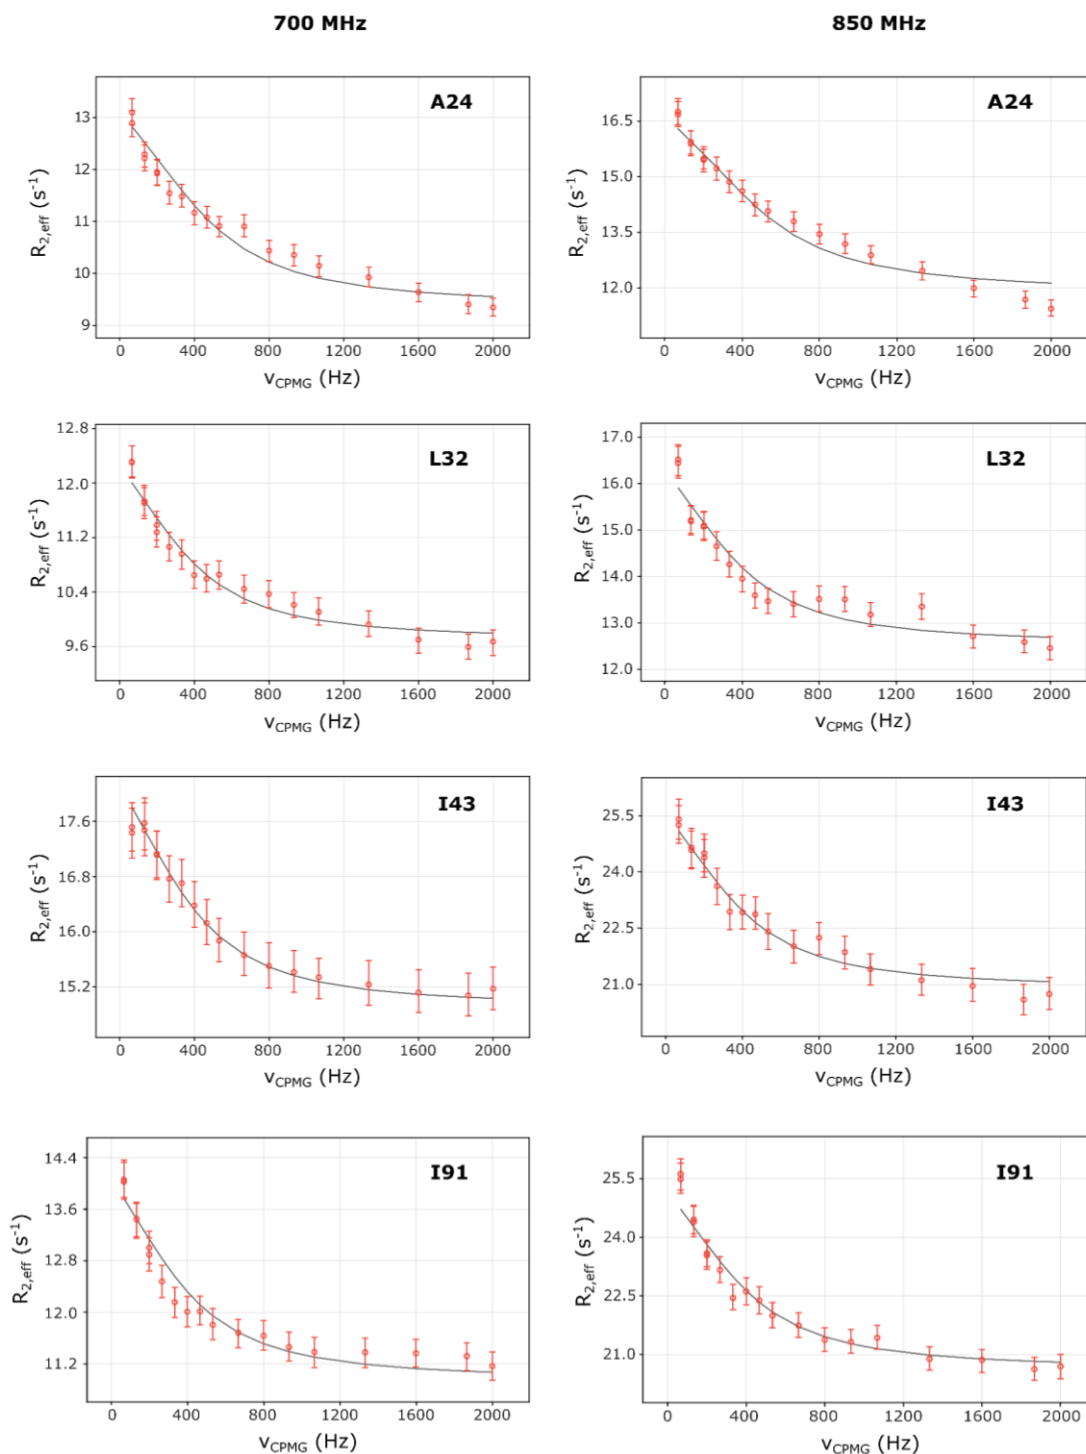 700 MHz
850 MHz
A24
13
12
11
10
9
R2,eff (s-1)
0 400 800 1200 1600 2000
vCPMG (Hz)
A24
16.5
15.0
13.5
12.0
R2,eff (s-1)
0 400 800 1200 1600 2000
vCPMG (Hz)
L32
12.8
12.0
11.2
10.4
9.6
R2,eff (s-1)
0 400 800 1200 1600 2000
vCPMG (Hz)
L32
17.0
16.0
15.0
14.0
13.0
12.0
R2,eff (s-1)
0 400 800 1200 1600 2000
vCPMG (Hz)
I43
17.6
16.8
16.0
15.2
R2,eff (s-1)
0 400 800 1200 1600 2000
vCPMG (Hz)
I43
25.5
24.0
22.5
21.0
R2,eff (s-1)
0 400 800 1200 1600 2000
vCPMG (Hz)
I91
14.4
13.6
12.8
12.0
11.2
R2,eff (s-1)
0 400 800 1200 1600 2000
vCPMG (Hz)
I91
25.5
24.0
22.5
21.0
R2,eff (s-1)
0 400 800 1200 1600 2000
vCPMG (Hz)